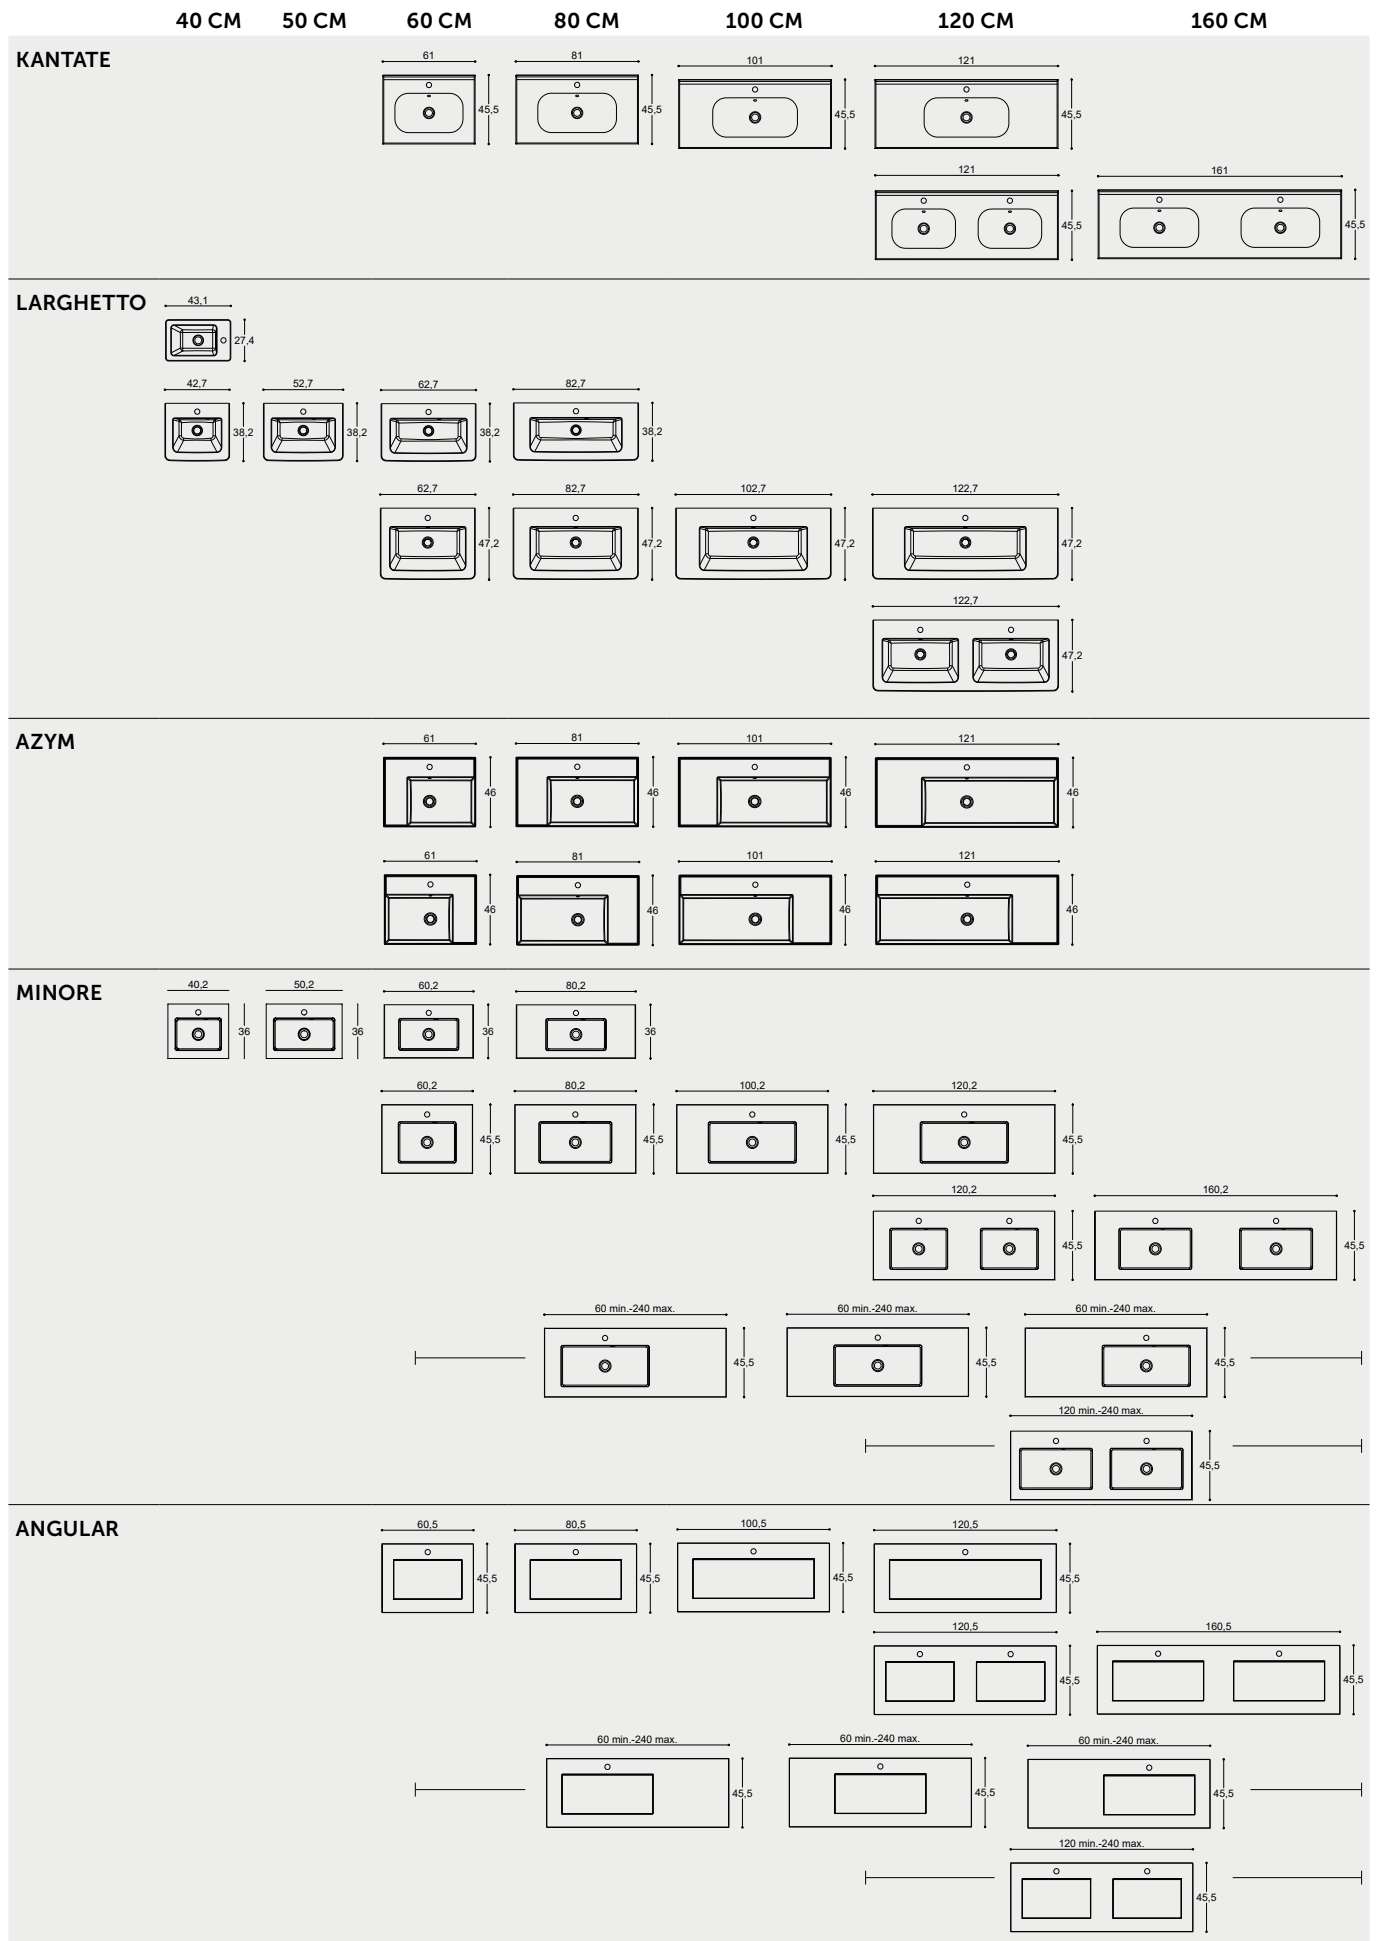 40 CM 50 CM 60 CM 80 CM 100 CM 120 CM 160 CM
KANTATE
61 81 101 121
45,5 45,5 45,5 45,5
121 161
45,5 45,5
LARGHETTO
43,1
27,4
42,7 52,7 62,7 82,7
38,2 38,2 38,2 38,2
62,7 82,7 102,7 122,7
47,2 47,2 47,2 47,2
122,7
47,2
AZYM
61 81 101 121
46 46 46 46
61 81 101 121
46 46 46 46
MINORE
40,2 50,2 60,2 80,2
36 36 36 36
60,2 80,2 100,2 120,2
45,5 45,5 45,5 45,5
120,2 160,2
45,5 45,5
60 min.-240 max. 60 min.-240 max. 60 min.-240 max.
45,5 45,5 45,5
120 min.-240 max.
45,5
ANGULAR
60,5 80,5 100,5 120,5
45,5 45,5 45,5 45,5
120,5 160,5
45,5 45,5
60 min.-240 max. 60 min.-240 max. 60 min.-240 max.
45,5 45,5 45,5
120 min.-240 max.
45,5